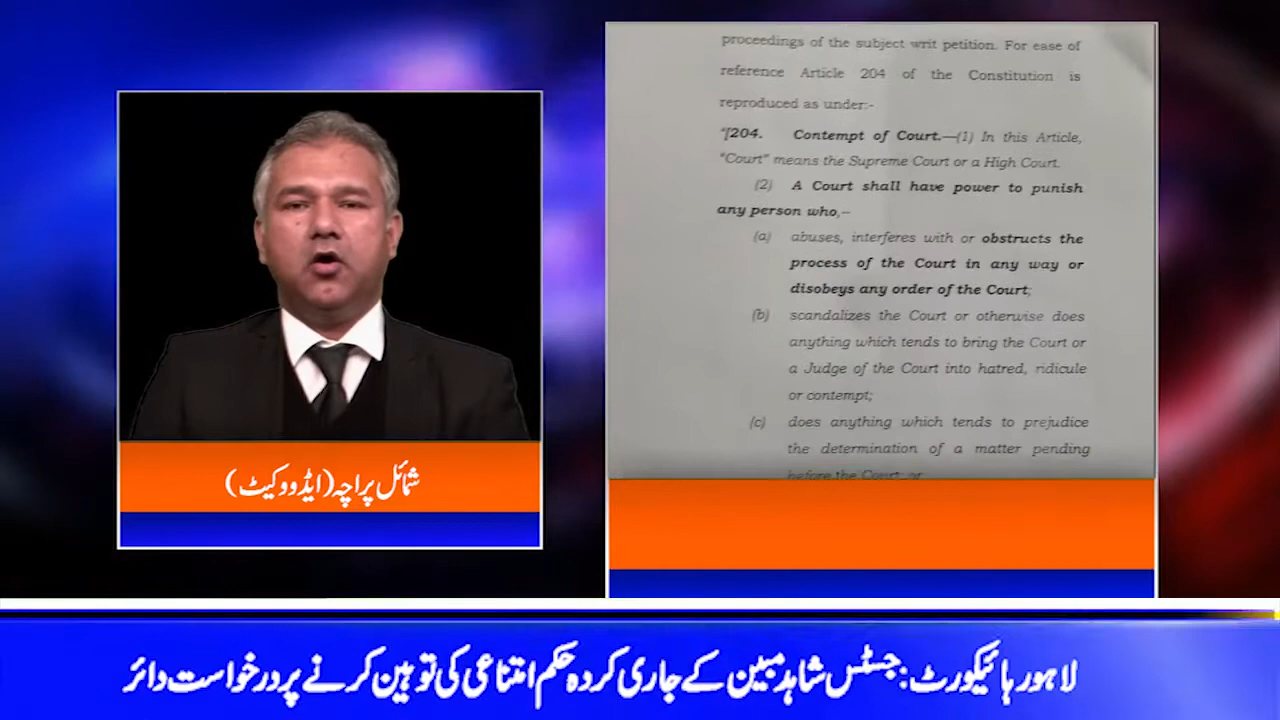 proceedings of the subject writ petition. For ease of
reference Article 204 of the Constitution is
reproduced as under:-
"[204. Contempt of Court.—(1) In this Article,
"Court" means the Supreme Court or a High Court.
(2) A Court shall have power to punish
any person who,–
(a) abuses, interferes with or obstructs the
process of the Court in any way or
disobeys any order of the Court;
(b) scandalizes the Court or otherwise does
anything which tends to bring the Court or
a Judge of the Court into hatred, ridicule
or contempt;
(c) does anything which tends to prejudice
the determination of a matter pending
before the Court; or
شمائل پراچہ (ایڈووکیٹ)
لاہور ہائیکورٹ: جسٹس شاہد مبین کے جاری کردہ حکم امتناعی کی توہین کرنے پر درخواست دائر